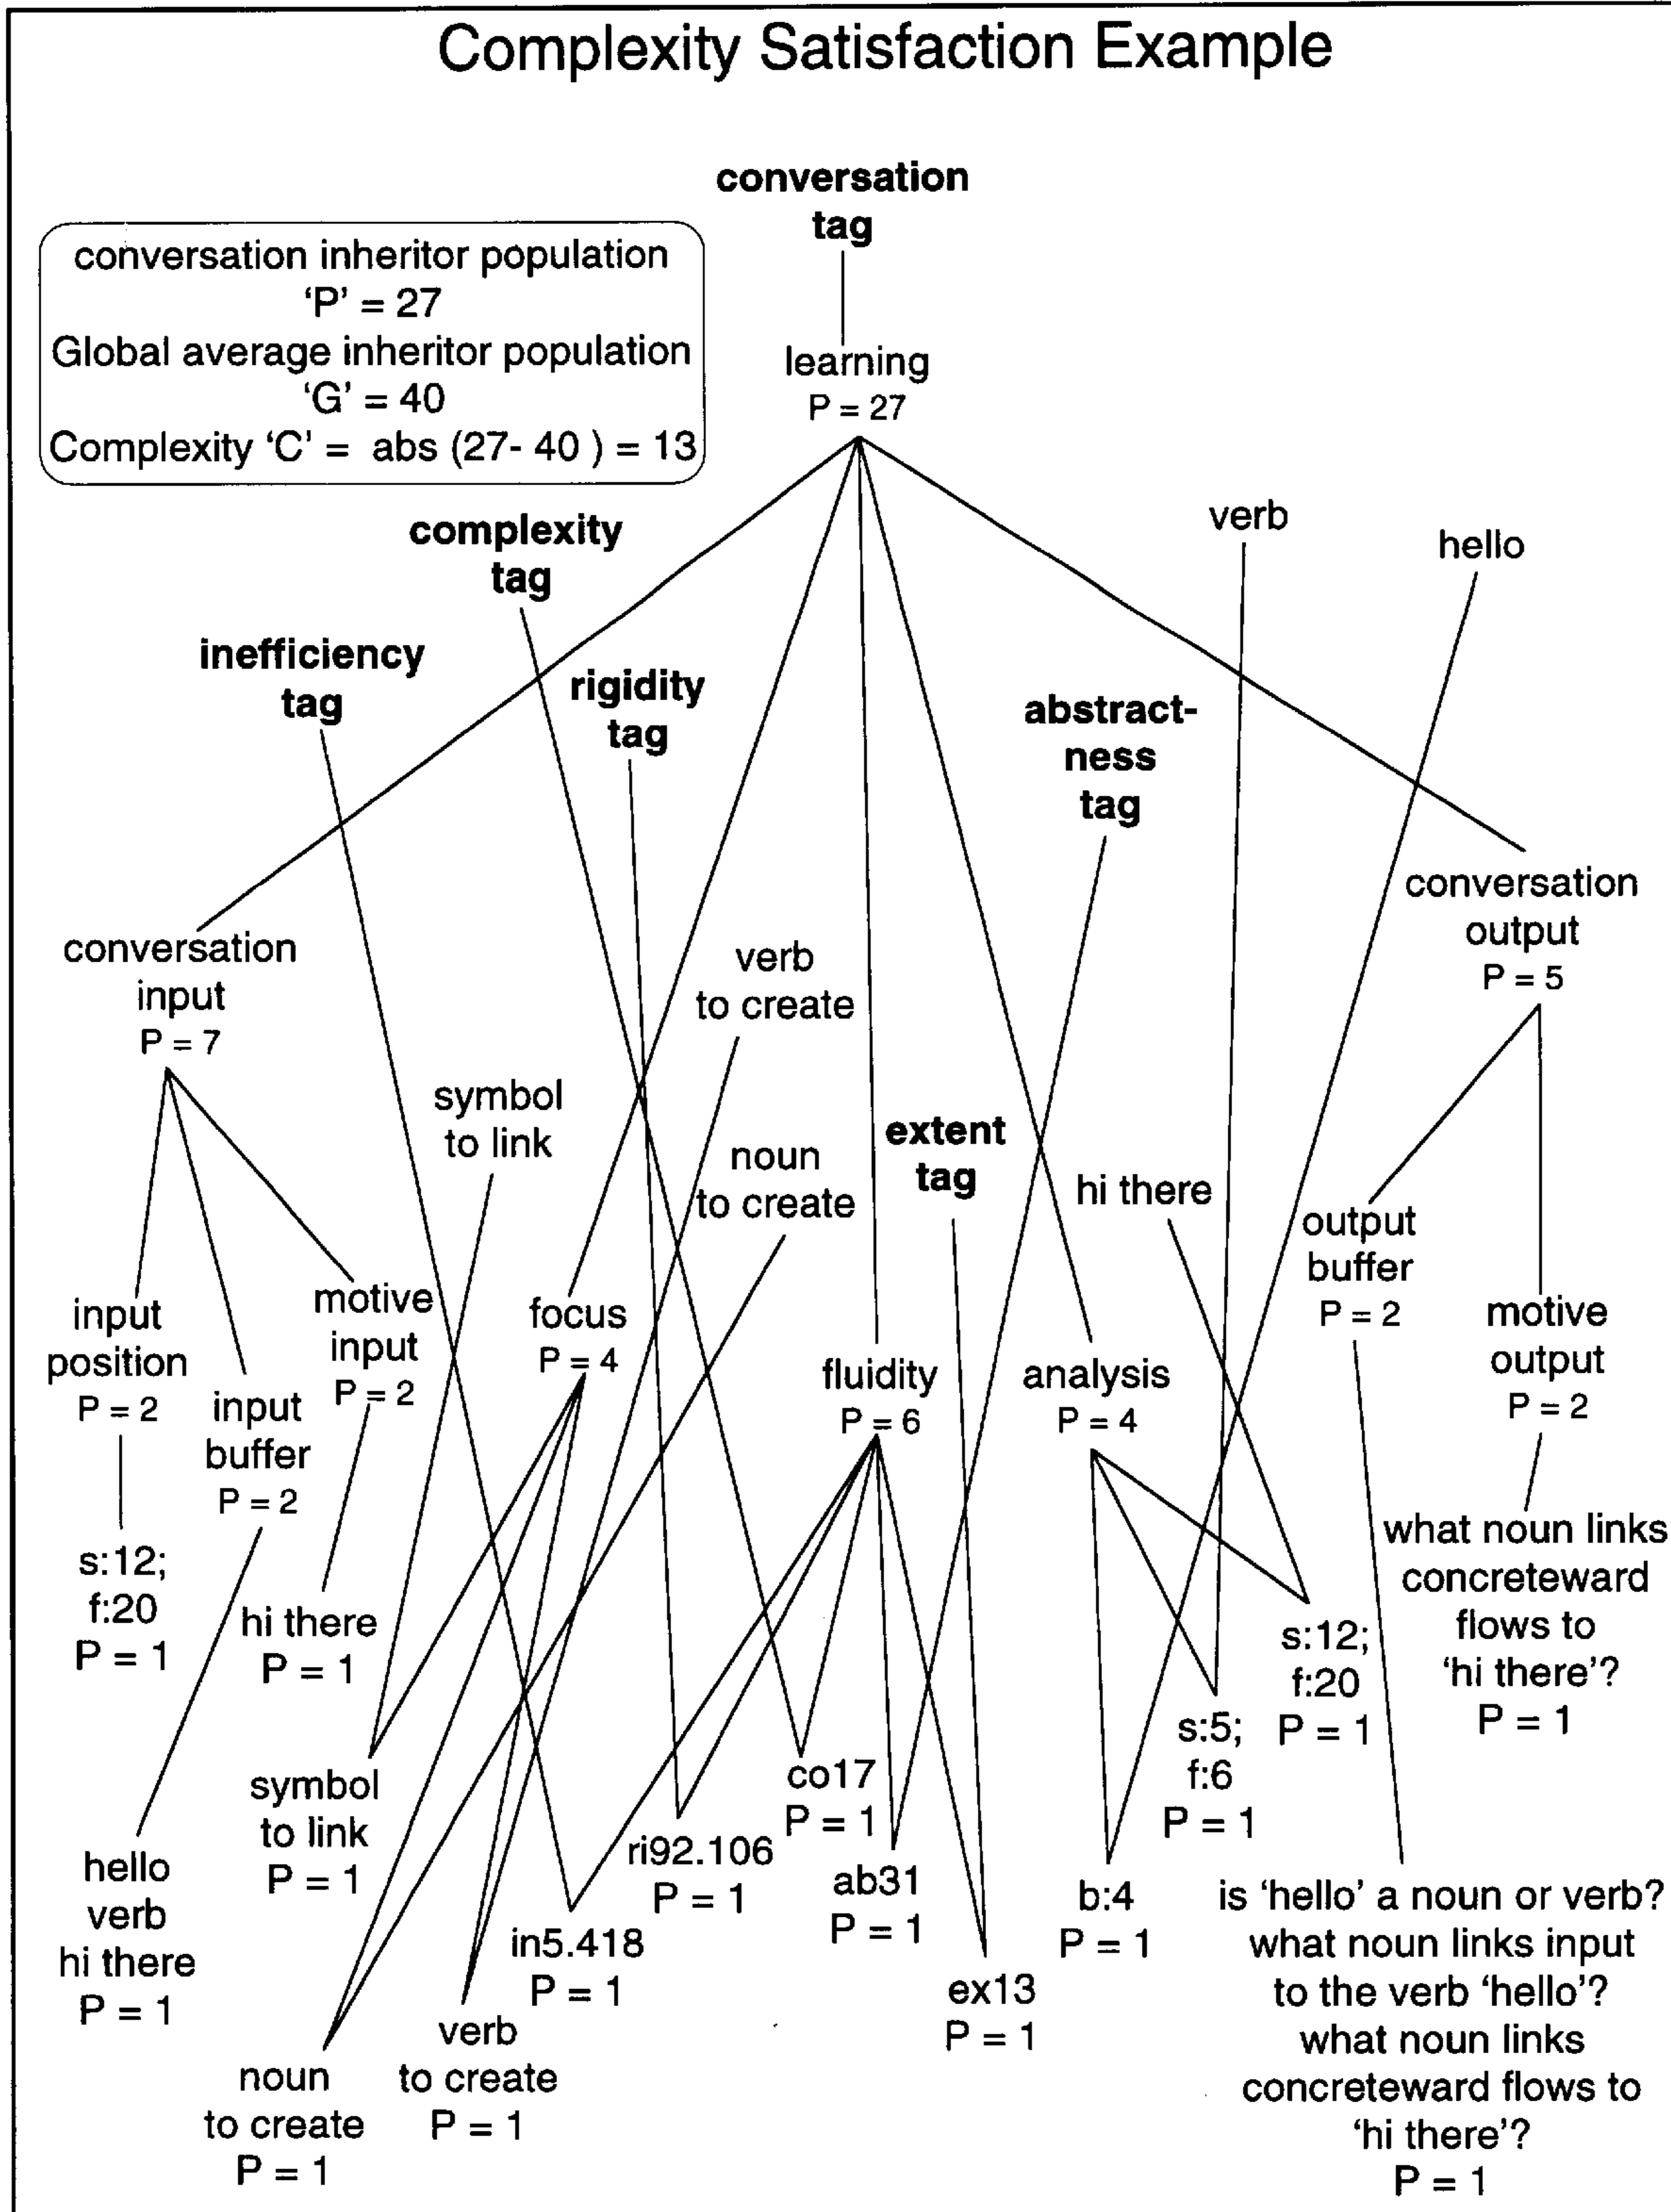 Complexity Satisfaction Example
conversation
tag
conversation inheritor population
‘P’ = 27
Global average inheritor population
‘G’ = 40
Complexity ‘C’ = abs (27- 40 ) = 13
learning
P = 27
complexity
tag
verb
hello
inefficiency
tag
rigidity
tag
abstract-
ness
tag
conversation
input
P = 7
verb
to create
conversation
output
P = 5
symbol
to link
noun
to create
extent
tag
hi there
input
position
P = 2
input
buffer
P = 2
motive
input
P = 2
focus
P = 4
fluidity
P = 6
analysis
P = 4
output
buffer
P = 2
motive
output
P = 2
s:12;
f:20
P = 1
hi there
P = 1
what noun links
concreteward
flows to
‘hi there’?
P = 1
s:12;
f:20
P = 1
s:5;
f:6
P = 1
symbol
to link
P = 1
co17
P = 1
ri92.106
P = 1
hello
verb
hi there
P = 1
ab31
P = 1
b:4
P = 1
is ‘hello’ a noun or verb?
what noun links input
to the verb ‘hello’?
what noun links
concreteward flows to
‘hi there’?
P = 1
in5.418
P = 1
ex13
P = 1
verb
to create
P = 1
noun
to create
P = 1